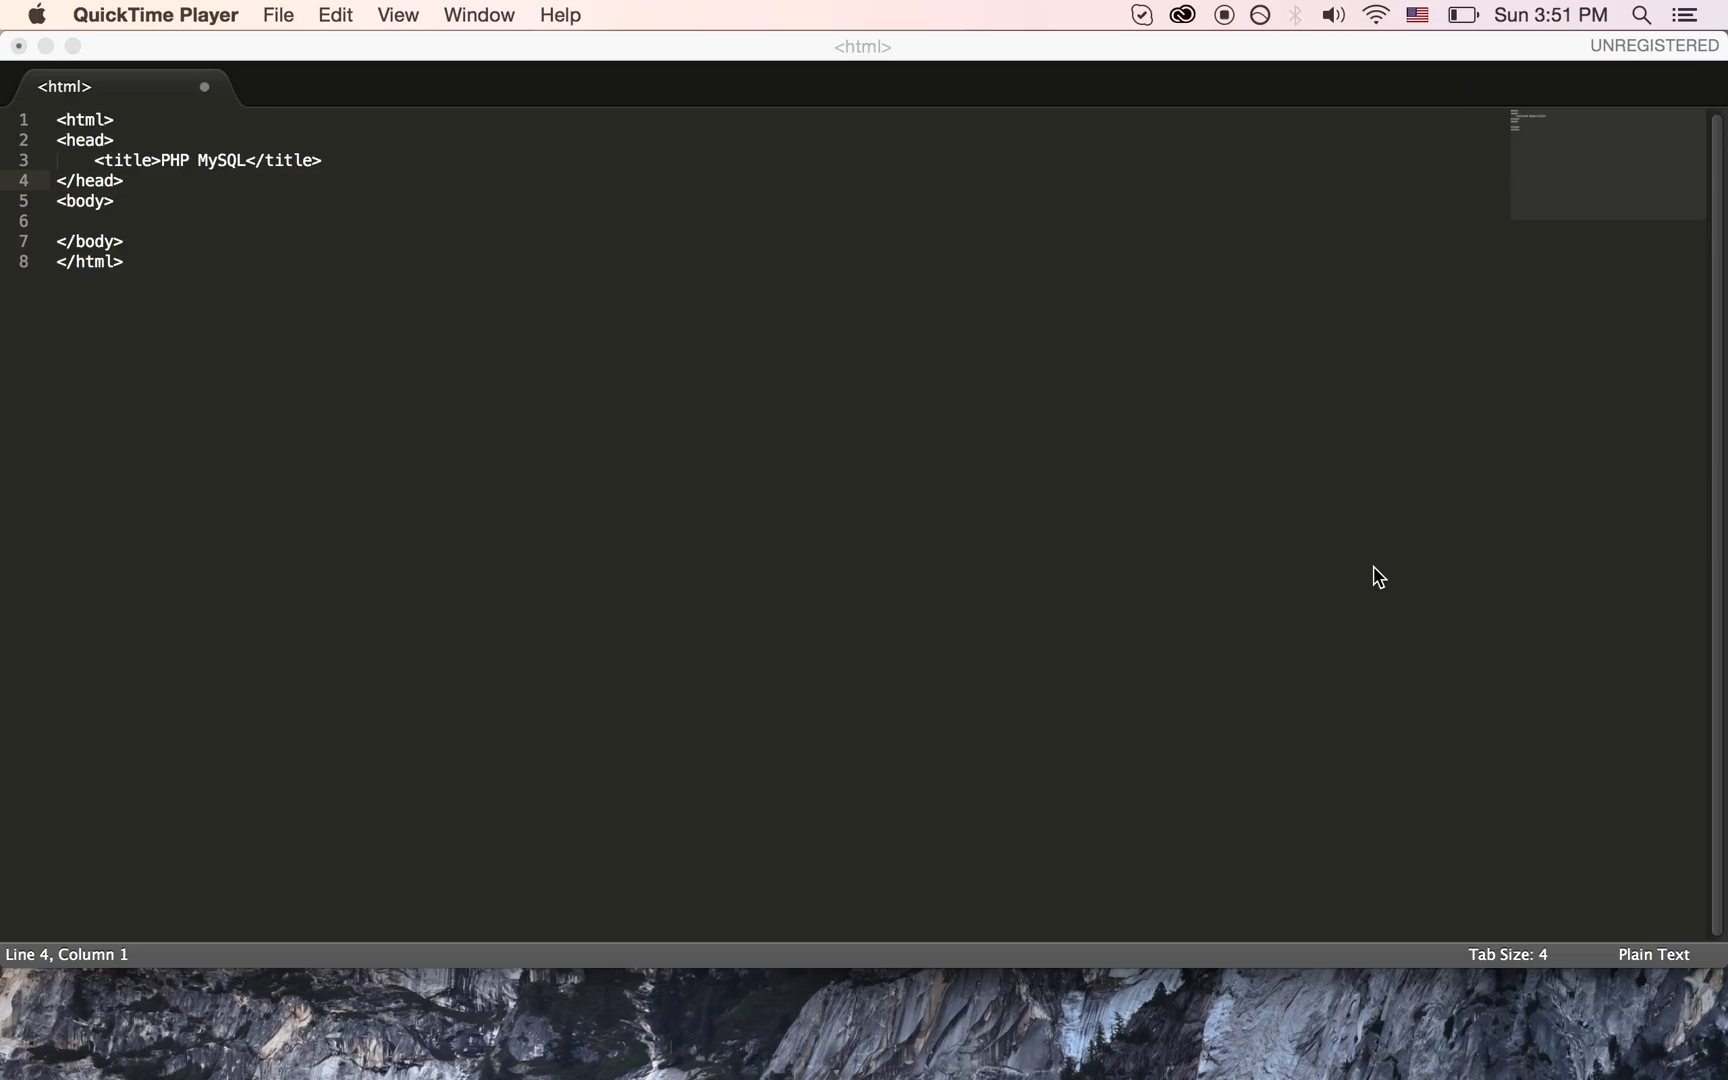 QuickTime Player File Edit View Window Help Sun 3:51 PM
<html> UNREGISTERED
<html>
1 <html>
2 <head>
3 <title>PHP MySQL</title>
4 </head>
5 <body>
6
7 </body>
8 </html>
Line 4, Column 1 Tab Size: 4 Plain Text